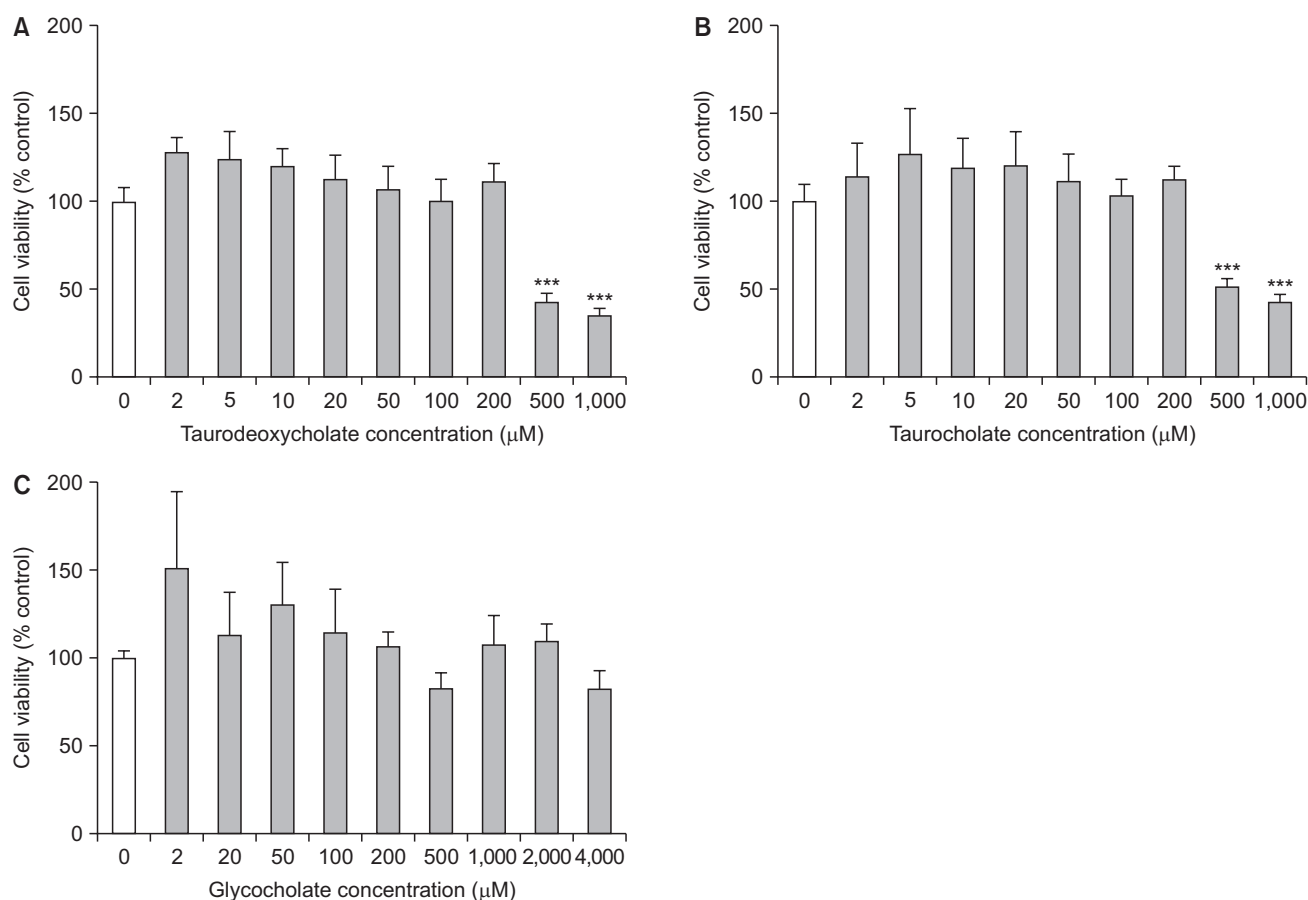 A
Cell viability (% control)
200
150
100
50
0
0 2 5 10 20 50 100 200 500 1,000
*** ***
Taurodeoxycholate concentration (μM)
B
Cell viability (% control)
200
150
100
50
0
0 2 5 10 20 50 100 200 500 1,000
*** ***
Taurocholate concentration (μM)
C
Cell viability (% control)
200
150
100
50
0
0 2 20 50 100 200 500 1,000 2,000 4,000
Glycocholate concentration (μM)